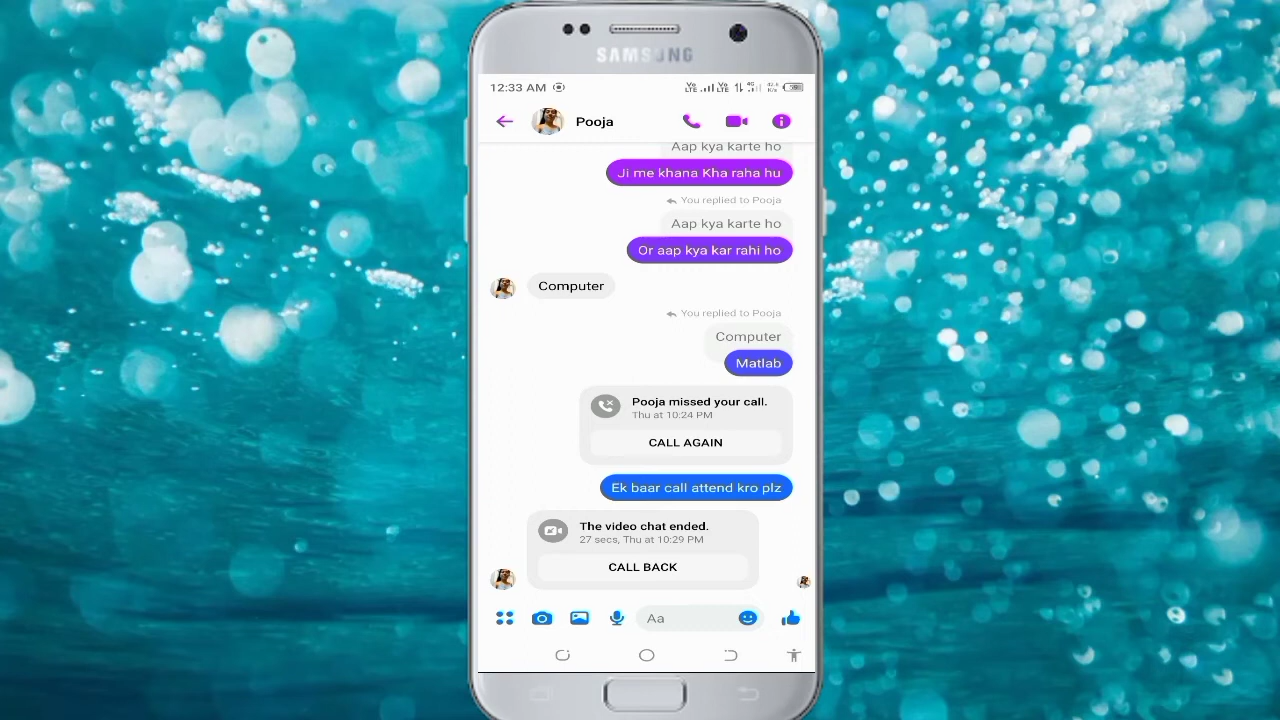 SAMSUNG
12:33 AM
Pooja
Aap kya karte ho
Ji me khana Kha raha hu
You replied to Pooja
Aap kya karte ho
Or aap kya kar rahi ho
Computer
You replied to Pooja
Computer
Matlab
Pooja missed your call.
Thu at 10:24 PM
CALL AGAIN
Ek baar call attend kro plz
The video chat ended.
27 secs, Thu at 10:29 PM
CALL BACK
Aa